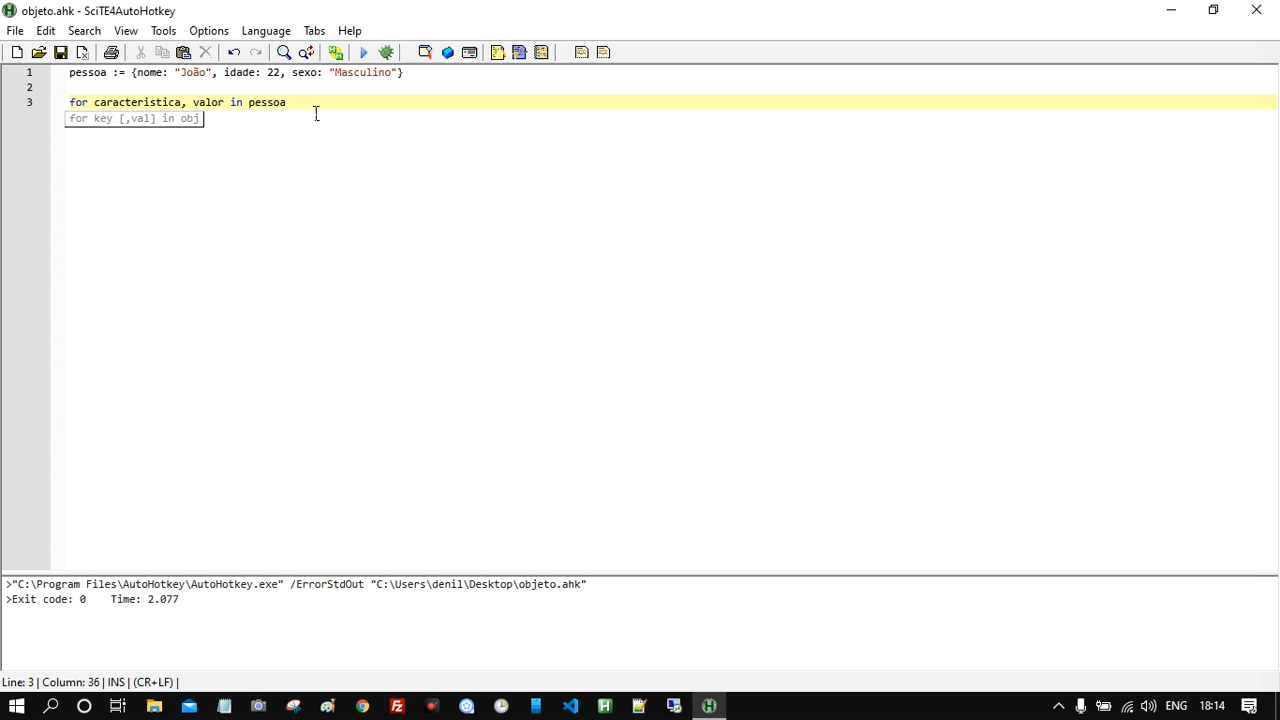 objeto.ahk - SciTE4AutoHotkey
File Edit Search View Tools Options Language Tabs Help
1 pessoa := {nome: "João", idade: 22, sexo: "Masculino"}
2
3 for caracteristica, valor in pessoa
for key [,val] in obj
>"C:\Program Files\AutoHotkey\AutoHotkey.exe" /ErrorStdOut "C:\Users\denil\Desktop\objeto.ahk"
>Exit code: 0 Time: 2.077
Line: 3 | Column: 36 | INS | (CR+LF) |
ENG 18:14